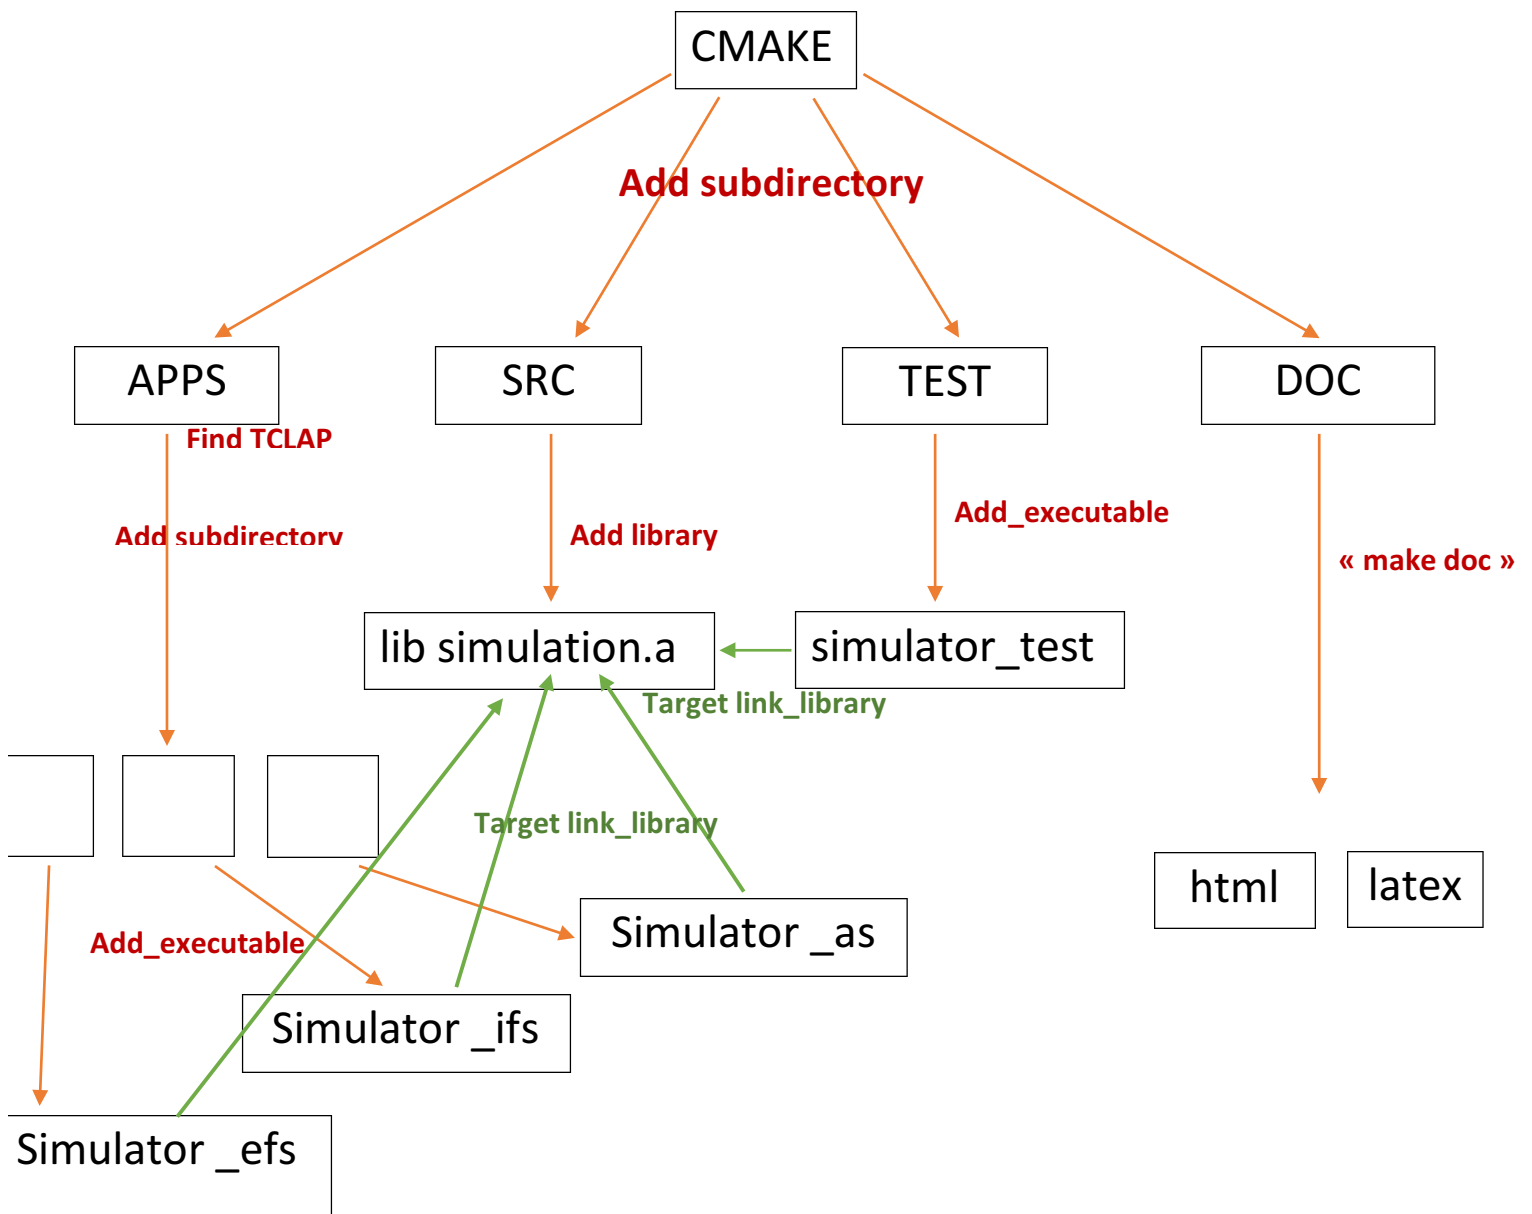 CMAKE
Add subdirectory
APPS
SRC
TEST
DOC
Find TCLAP
Add_executable
Add subdirectory
Add library
« make doc »
lib simulation.a
simulator_test
Target link_library
Target link_library
html
latex
Simulator _as
Add_executable
Simulator _ifs
Simulator _efs